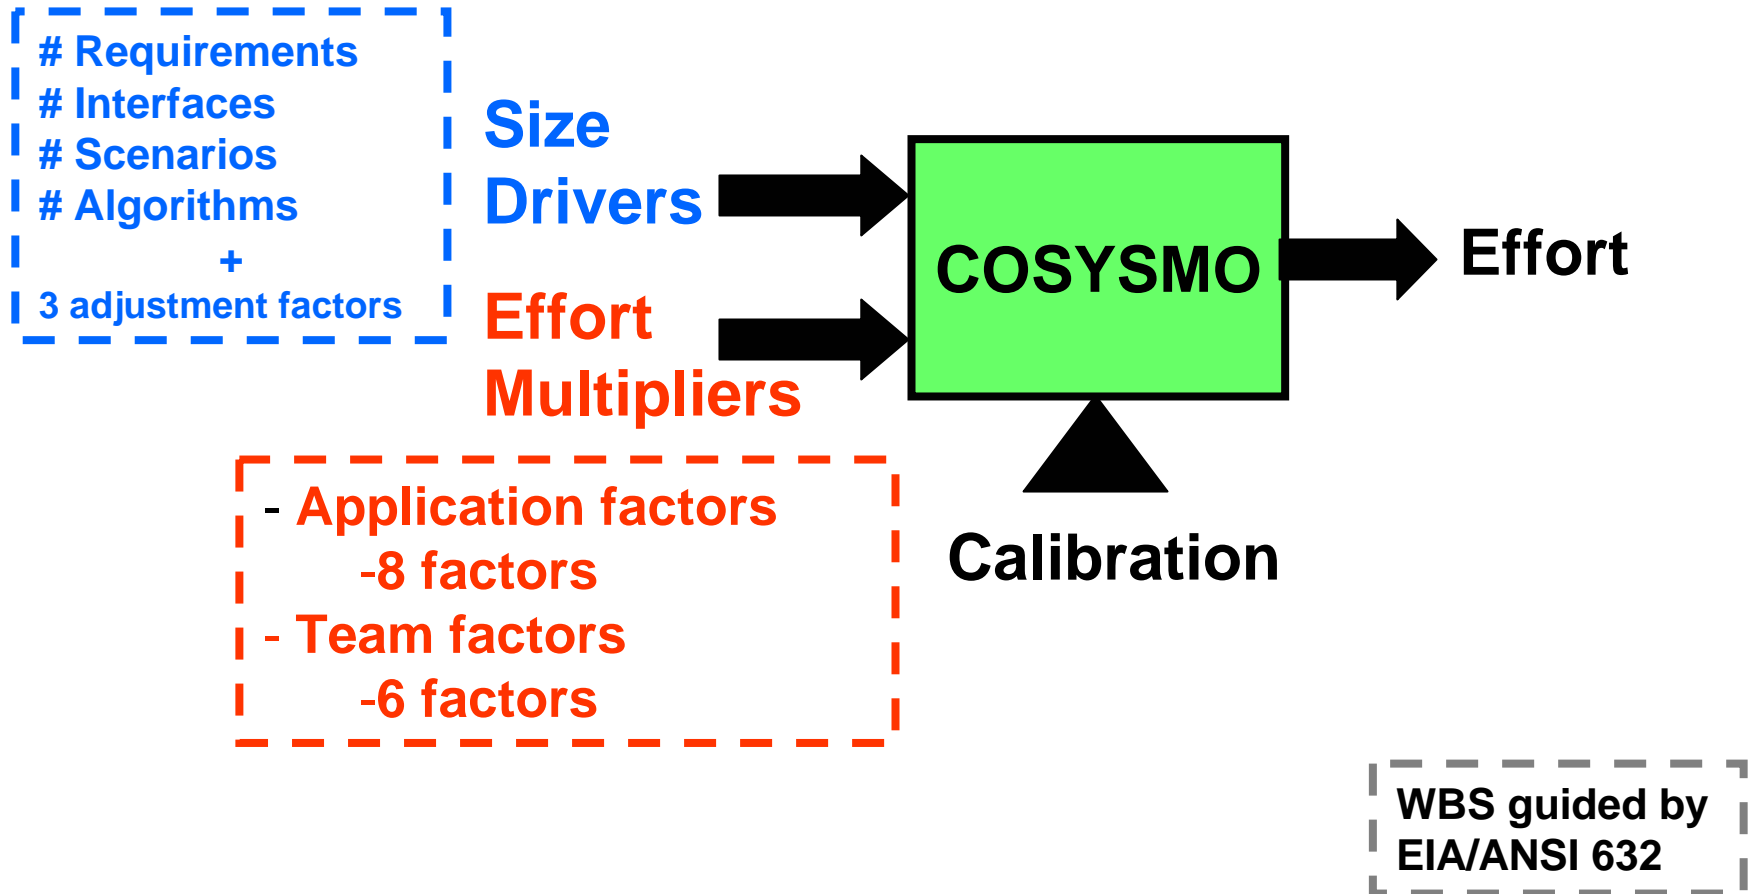 # Requirements
# Interfaces
# Scenarios
# Algorithms
+
3 adjustment factors
Size
Drivers
Effort
Multipliers
- Application factors
-8 factors
- Team factors
-6 factors
COSYSMO
Effort
Calibration
WBS guided by
EIA/ANSI 632